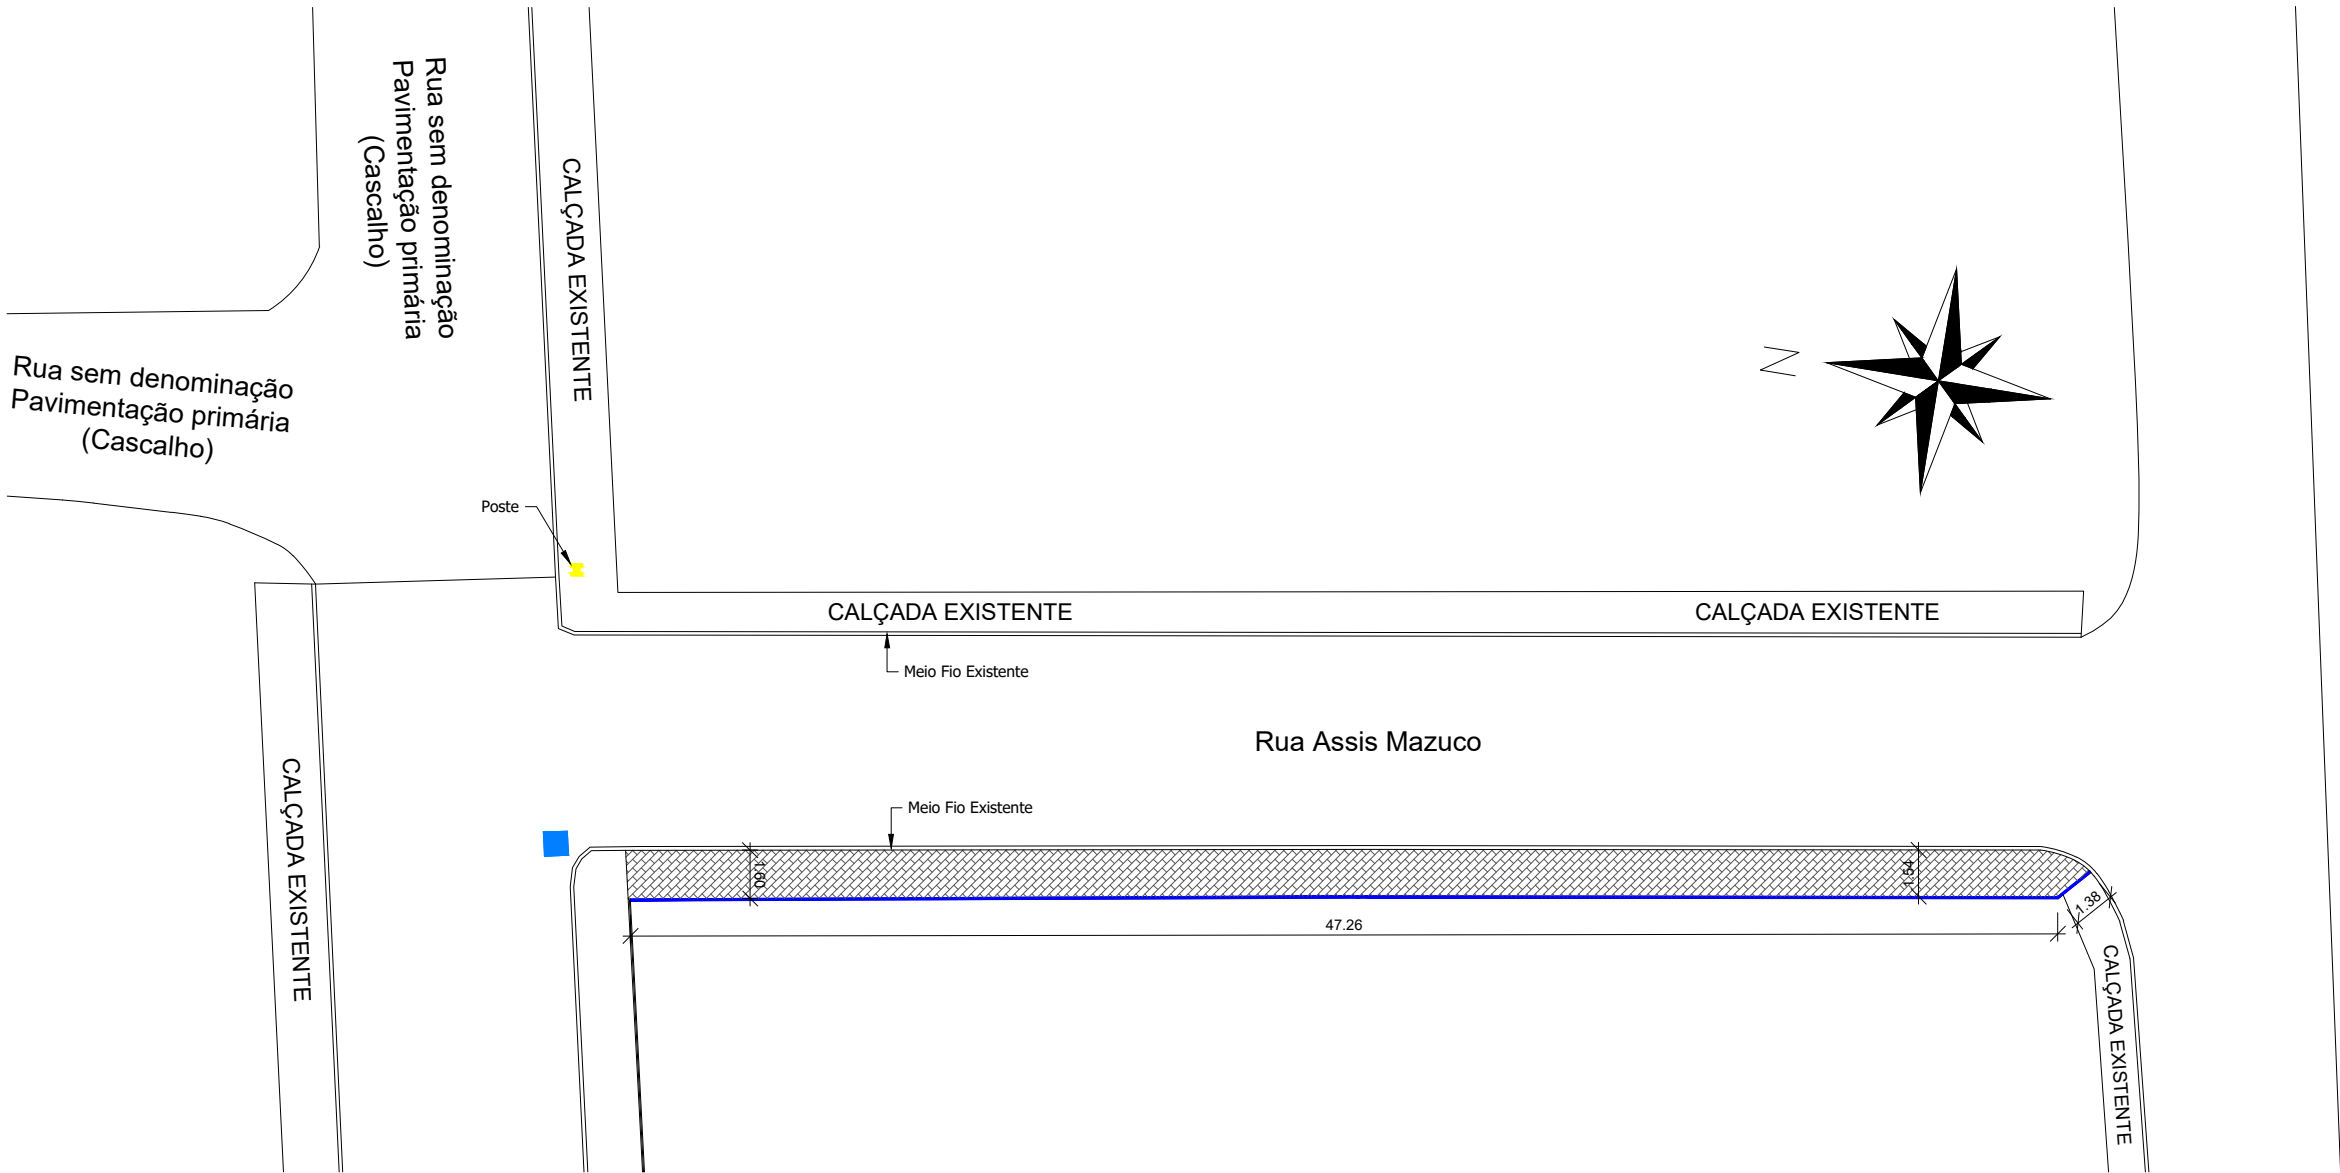 Rua sem denominação
Pavimentação primária
(Cascalho)
CALÇADA EXISTENTE
Rua sem denominação
Pavimentação primária
(Cascalho)
N
Poste
CALÇADA EXISTENTE
CALÇADA EXISTENTE
Meio Fio Existente
Rua Assis Mazuco
Meio Fio Existente
CALÇADA EXISTENTE
1.60
1.54
1.38
47.26
CALÇADA EXISTENTE